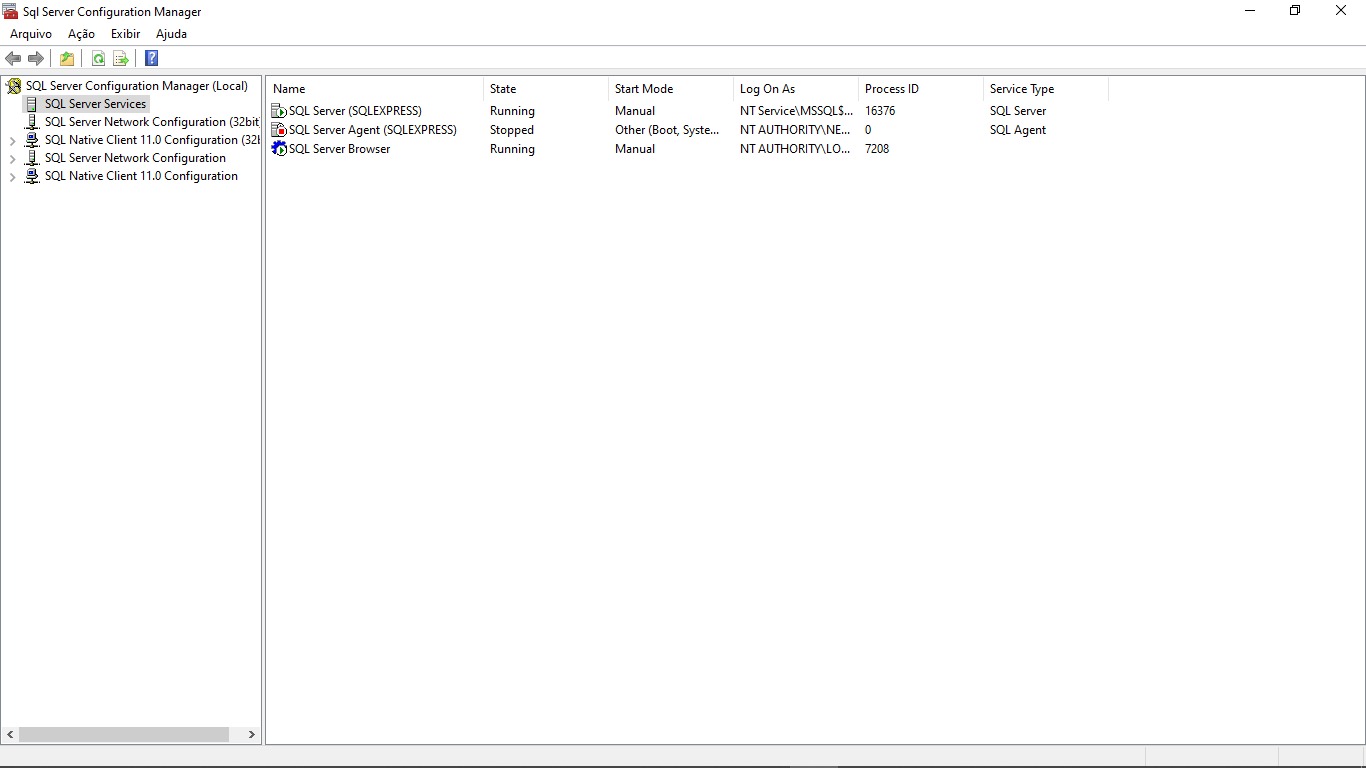 Sql Server Configuration Manager
Arquivo Ação Exibir Ajuda
SQL Server Configuration Manager (Local)
SQL Server Services
SQL Server Network Configuration (32bit
SQL Native Client 11.0 Configuration (32b
SQL Server Network Configuration
SQL Native Client 11.0 Configuration
Name State Start Mode Log On As Process ID Service Type
SQL Server (SQLEXPRESS) Running Manual NT Service\MSSQL$... 16376 SQL Server
SQL Server Agent (SQLEXPRESS) Stopped Other (Boot, Syste... NT AUTHORITY\NE... 0 SQL Agent
SQL Server Browser Running Manual NT AUTHORITY\LO... 7208